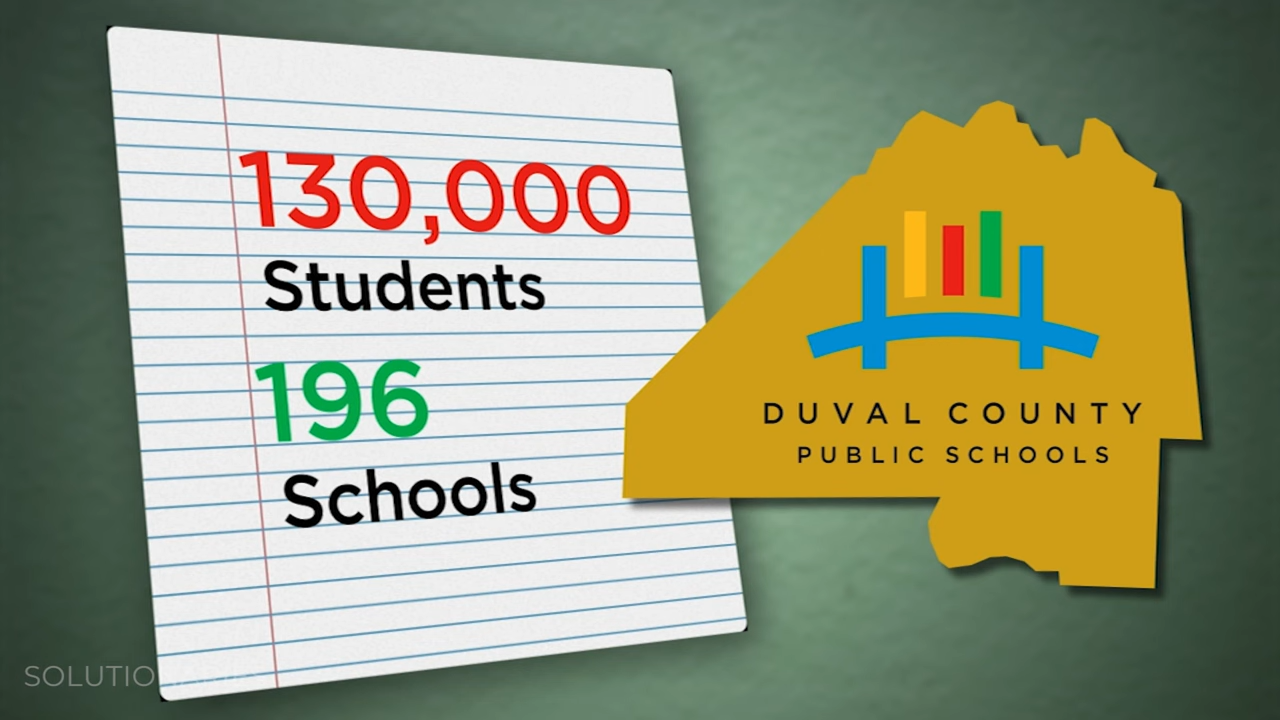 130,000
Students
196
Schools
DUVAL COUNTY
PUBLIC SCHOOLS